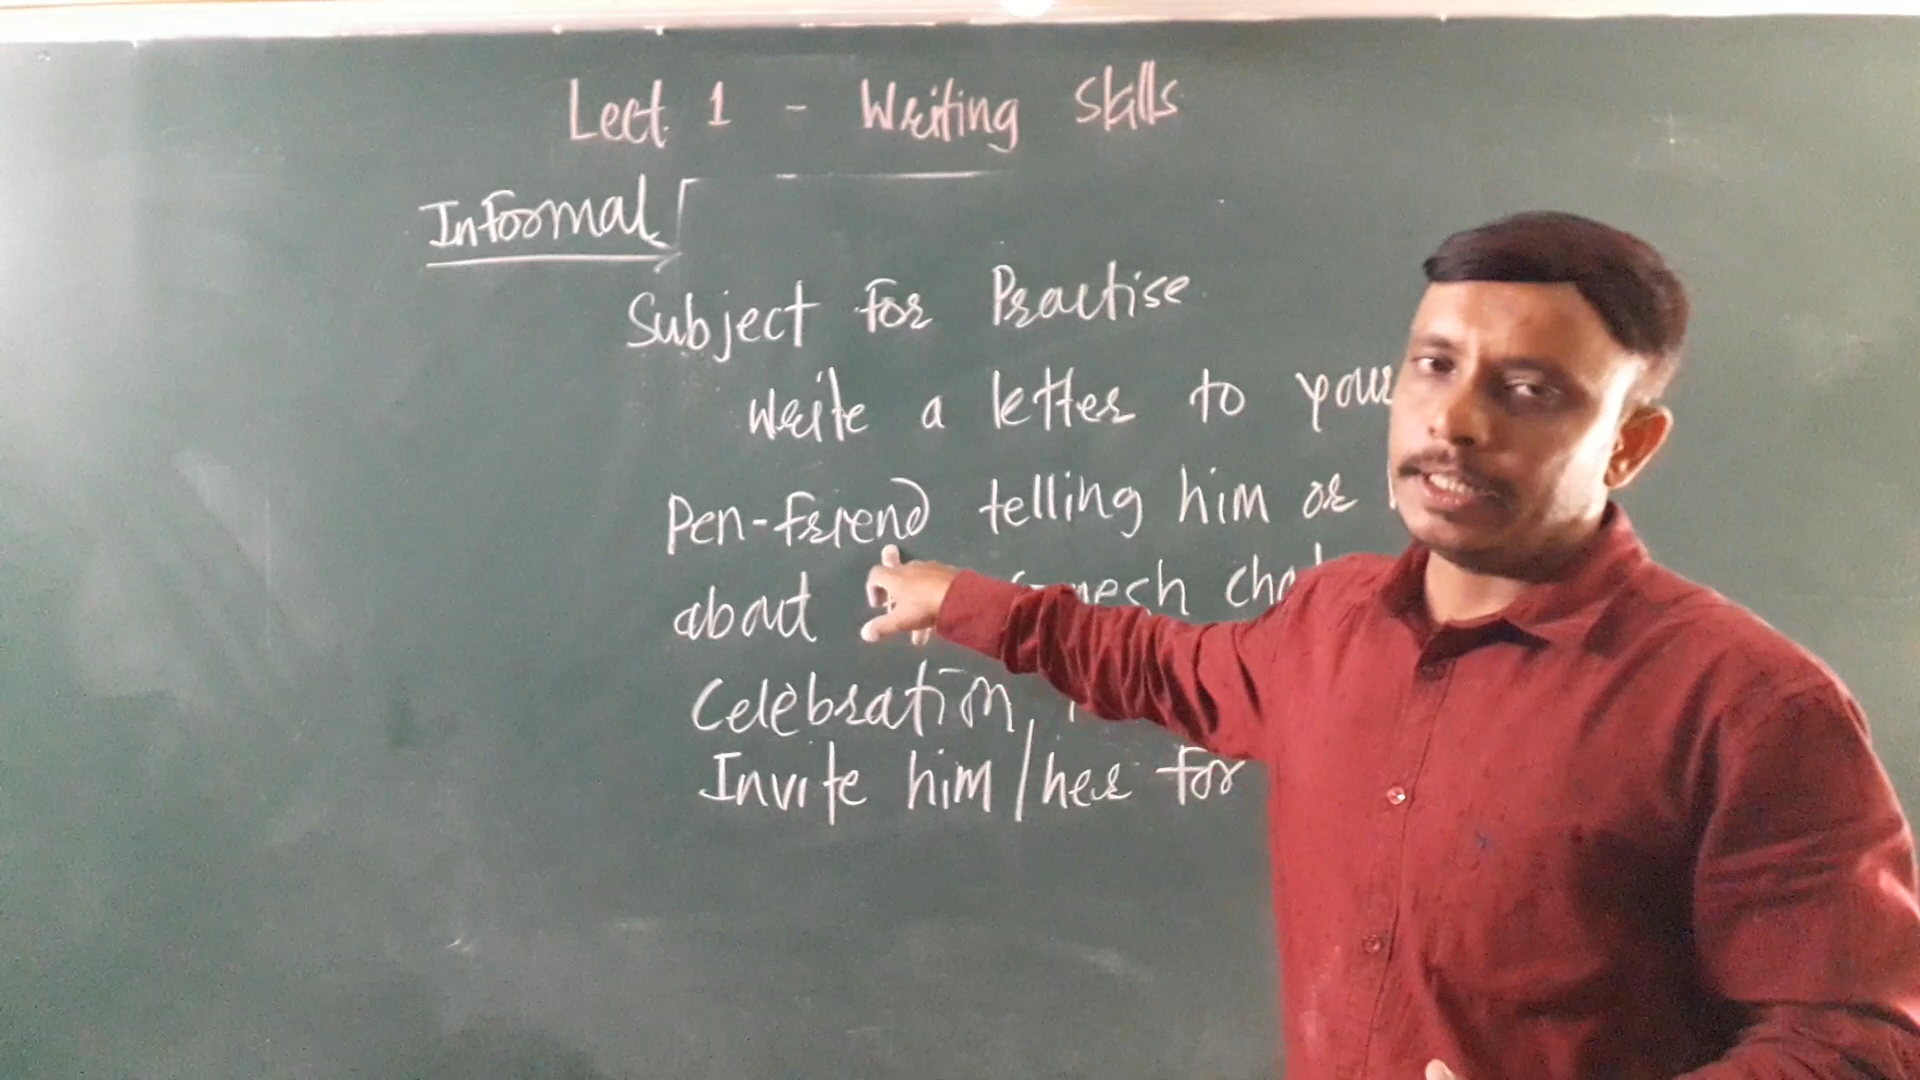 Lect. 1 - Writing Skills
Informal
Subject for Practise
Write a letter to your
Pen-friend telling him or
about
Celebration,
Invite him/her for